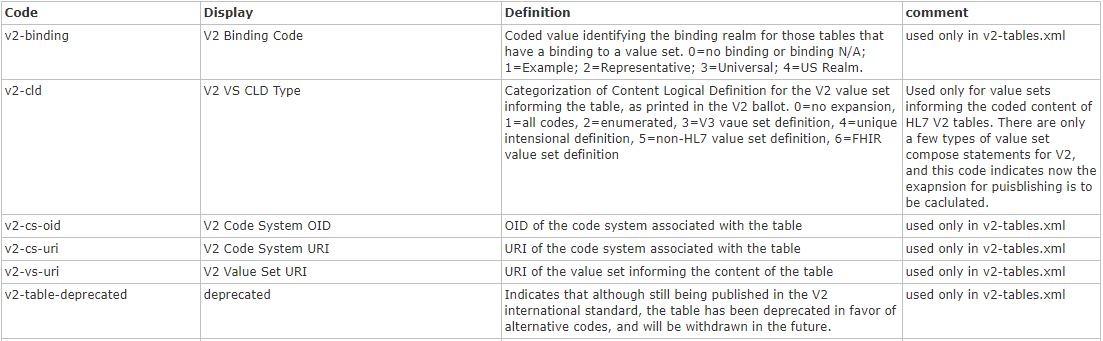 Code Display Definition comment
v2-binding V2 Binding Code Coded value identifying the binding realm for those tables that used only in v2-tables.xml
have a binding to a value set. 0=no binding or binding N/A;
1=Example; 2=Representative; 3=Universal; 4=US Realm.
v2-cld V2 VS CLD Type Categorization of Content Logical Definition for the V2 value set Used only for value sets
informing the table, as printed in the V2 ballot. 0=no expansion, informing the coded content of
1=all codes, 2=enumerated, 3=V3 vaue set definition, 4=unique HL7 V2 tables. There are only
intensional definition, 5=non-HL7 value set definition, 6=FHIR a few types of value set
value set definition compose statements for V2,
and this code indicates now the
exapnsion for puisblishing is to
be caclulated.
v2-cs-oid V2 Code System OID OID of the code system associated with the table used only in v2-tables.xml
v2-cs-uri V2 Code System URI URI of the code system associated with the table used only in v2-tables.xml
v2-vs-uri V2 Value Set URI URI of the value set informing the content of the table used only in v2-tables.xml
v2-table-deprecated deprecated Indicates that although still being published in the V2 used only in v2-tables.xml
international standard, the table has been deprecated in favor of
alternative codes, and will be withdrawn in the future.